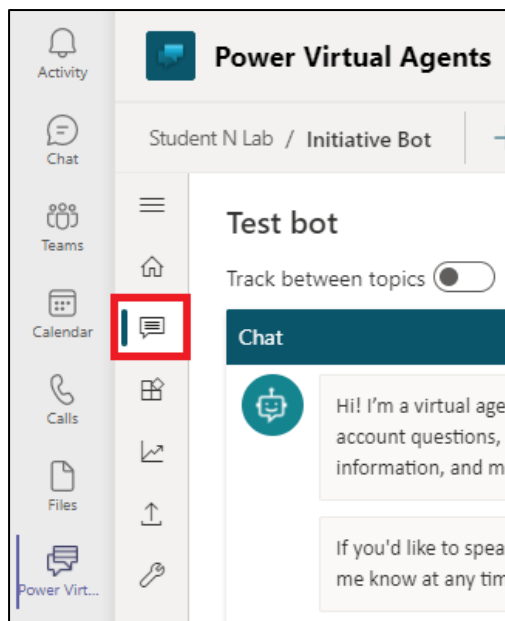 Activity
Chat
Teams
Calendar
Calls
Files
Power Virt...
Power Virtual Agents
Student N Lab / Initiative Bot
Test bot
Track between topics
Chat
Hi! I'm a virtual age
account questions,
information, and m
If you'd like to spea
me know at any tim